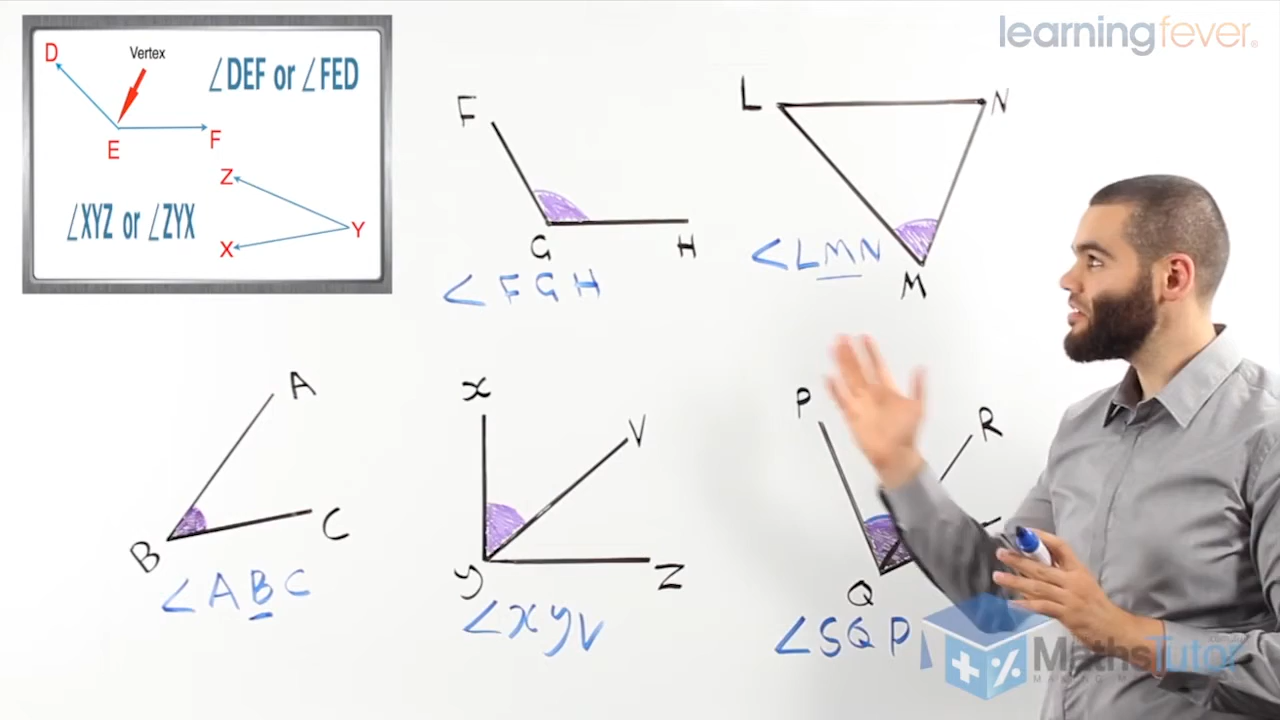 learningfever.
D
Vertex
∠DEF or ∠FED
E
F
Z
∠XYZ or ∠ZYX
X
Y
F
G
H
∠FGH
L
N
∠LMN
M
A
B
C
∠ABC
X
V
Y
Z
∠XYV
P
R
Q
∠SQP
MathsTutor